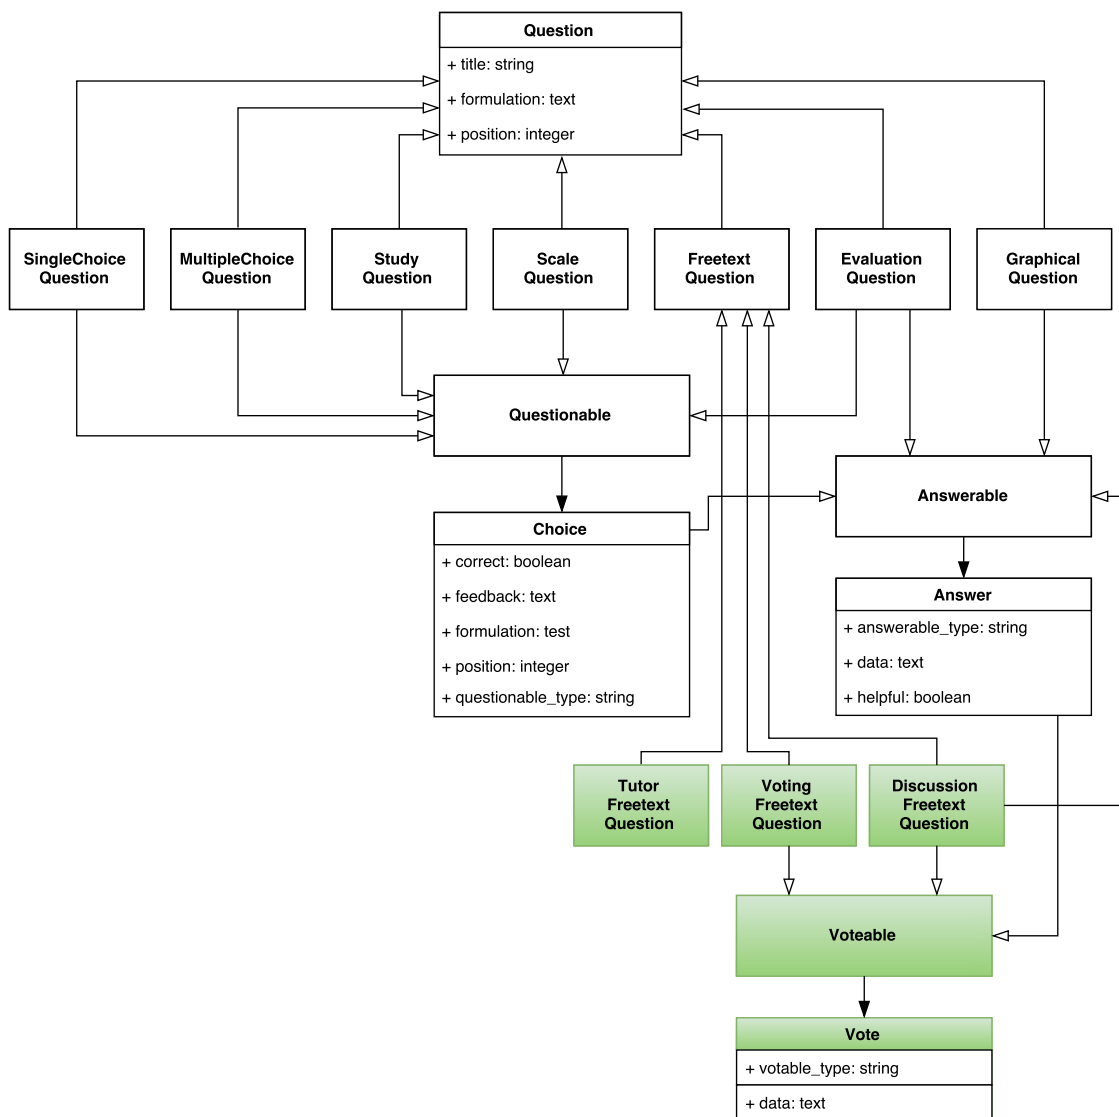 Question
+ title: string
+ formulation: text
+ position: integer
SingleChoice
Question
MultipleChoice
Question
Study
Question
Scale
Question
Freetext
Question
Evaluation
Question
Graphical
Question
Questionable
Answerable
Choice
+ correct: boolean
+ feedback: text
+ formulation: test
+ position: integer
+ questionable_type: string
Answer
+ answerable_type: string
+ data: text
+ helpful: boolean
Tutor
Freetext
Question
Voting
Freetext
Question
Discussion
Freetext
Question
Voteable
Vote
+ votable_type: string
+ data: text